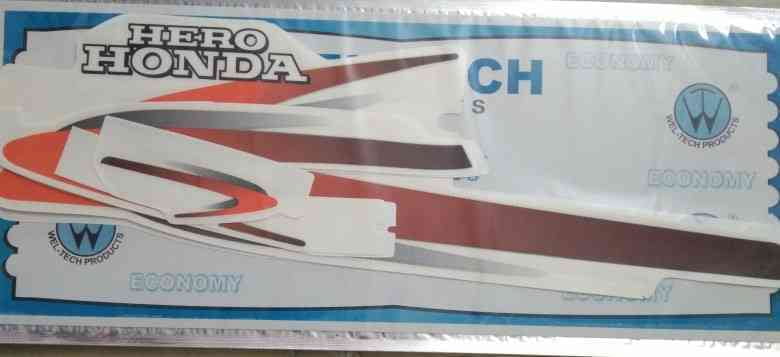 HERO
HONDA
CH
S
ECONOMY
W
WEL-TECH PRODUCTS
ECONOMY
W
WEL-TECH PRODUCTS
ECONOMY
ECONOMY